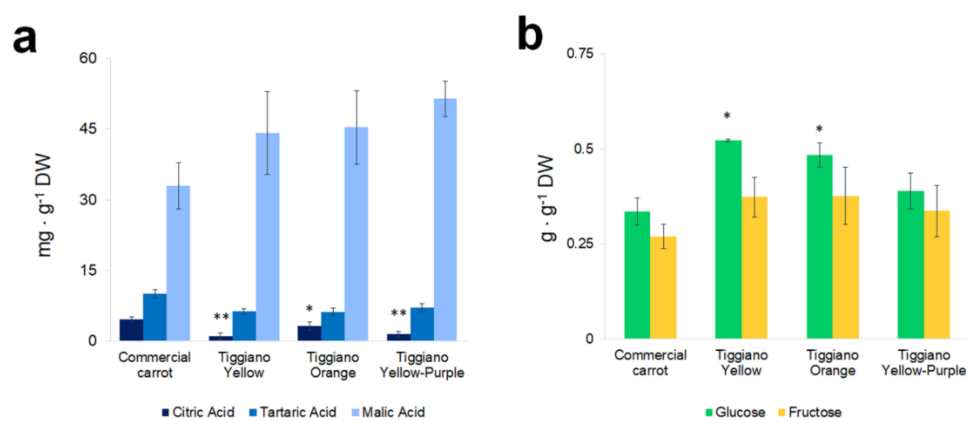 a
60
45
30
15
0
mg · g⁻¹ DW
**
*
**
Commercial carrot
Tiggiano Yellow
Tiggiano Orange
Tiggiano Yellow-Purple
Citric Acid Tartaric Acid Malic Acid
b
0.75
0.5
0.25
0
g · g⁻¹ DW
*
*
Commercial carrot
Tiggiano Yellow
Tiggiano Orange
Tiggiano Yellow-Purple
Glucose Fructose